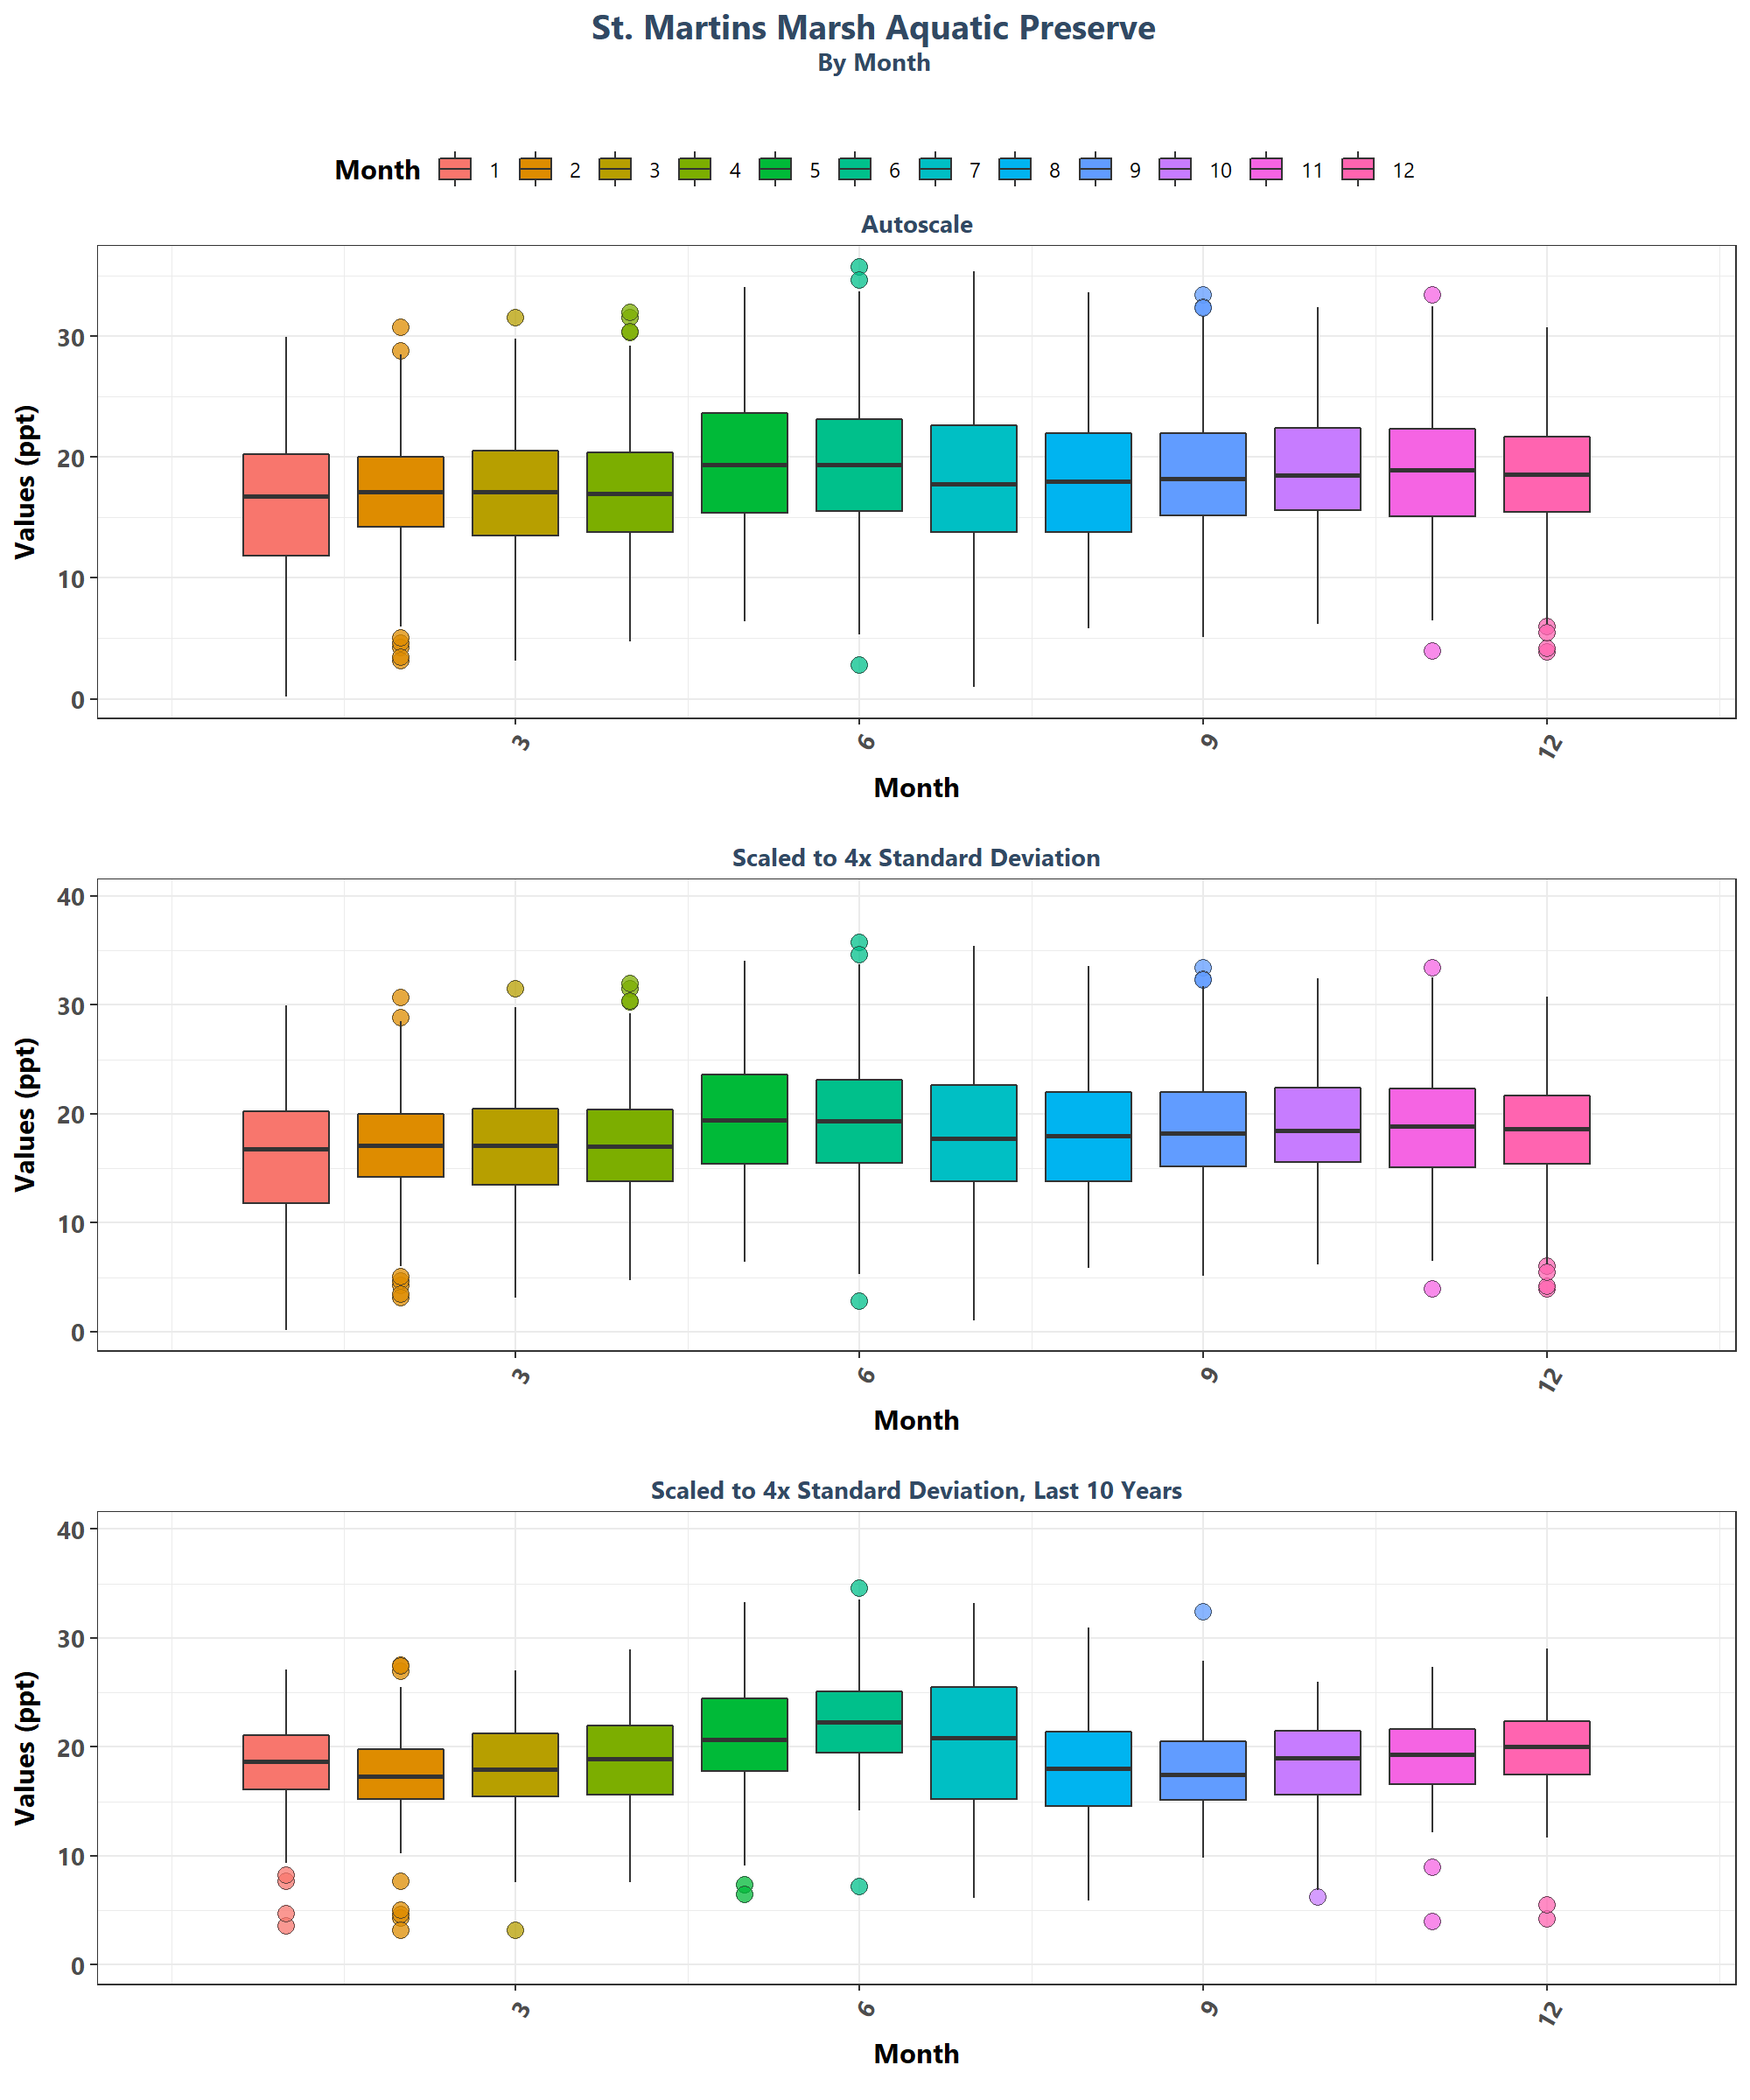 St. Martins Marsh Aquatic Preserve
By Month
Month 1 2 3 4 5 6 7 8 9 10 11 12
Autoscale
Values (ppt)
30
20
10
0
3 6 9 12
Month
Scaled to 4x Standard Deviation
Values (ppt)
40
30
20
10
0
3 6 9 12
Month
Scaled to 4x Standard Deviation, Last 10 Years
Values (ppt)
40
30
20
10
0
3 6 9 12
Month